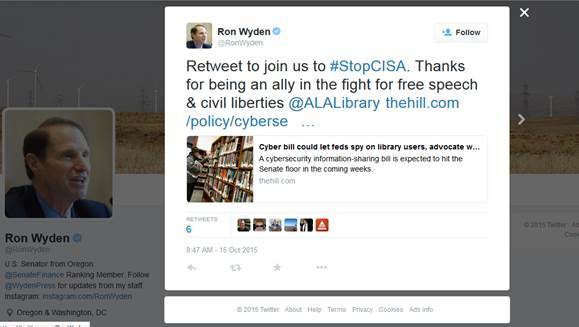 Ron Wyden
@RonWyden
Follow
Retweet to join us to #StopCISA. Thanks
for being an ally in the fight for free speech
& civil liberties @ALALibrary thehill.com
/policy/cyberse …
Cyber bill could let feds spy on library users, advocate w...
A cybersecurity information-sharing bill is expected to hit the
Senate floor in the coming weeks.
thehill.com
RETWEETS
6
8:47 AM - 15 Oct 2015
© 2015 Twitter About Help Terms Privacy Cookies Ads info
Ron Wyden
@RonWyden
U.S. Senator from Oregon
@SenateFinance Ranking Member. Follow
@WydenPress for updates from my staff
Instagram: instagram.com/RonWyden
Oregon & Washington, DC
© 2015 Twitter